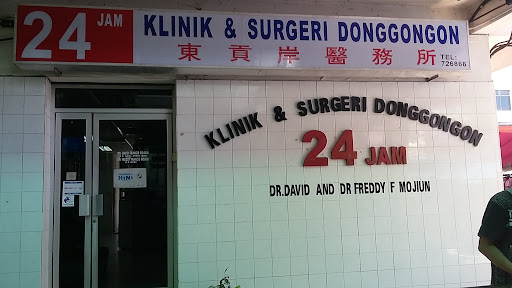 24 JAM
KLINIK & SURGERI DONGGONGON
東貢岸醫務所
TEL:
726866
KLINIK & SURGERI DONGGONGON
24 JAM
DR.DAVID AND DR FREDDY F MOJIUN